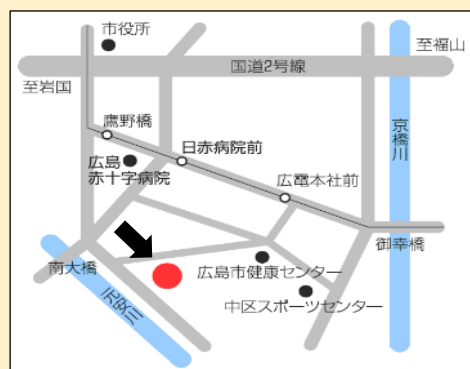 市役所
至福山
国道2号線
至岩国
鷹野橋
日赤病院前
京橋川
広島
赤十字病院
広電本社前
御幸橋
南大橋
広島市健康センター
元安川
中区スポーツセンター